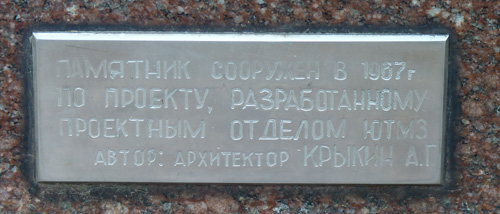 ПАМЯТНИК СООРУЖЕН В 1967г
ПО ПРОЕКТУ, РАЗРАБОТАННОМУ
ПРОЕКТНЫМ ОТДЕЛОМ ЮТМЗ
АВТОР: АРХИТЕКТОР КРЫКИН А.Г